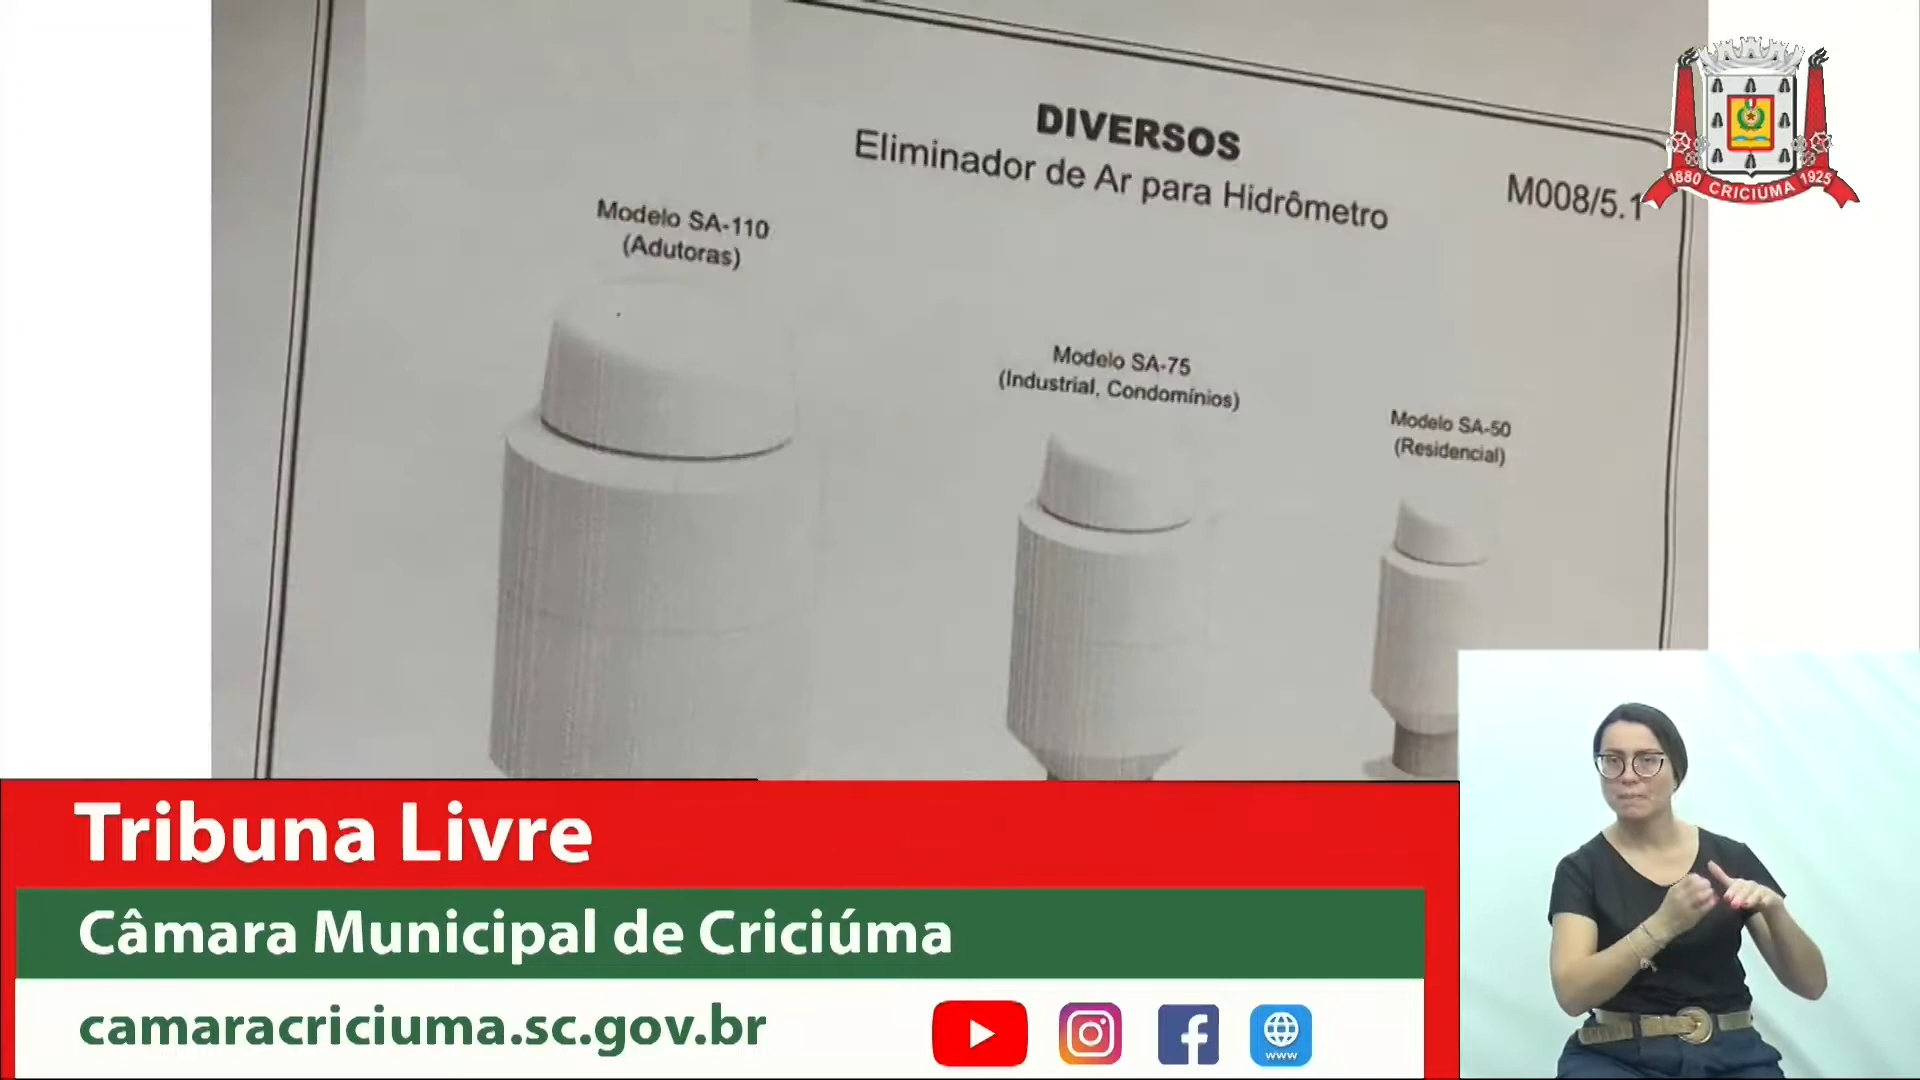 DIVERSOS
Eliminador de Ar para Hidrômetro
M008/5.1
Modelo SA-110
(Adutoras)
Modelo SA-75
(Industrial, Condomínios)
Modelo SA-50
(Residencial)
1880 CRICIÚMA 1925
Tribuna Livre
Câmara Municipal de Criciúma
camaracriciuma.sc.gov.br
www